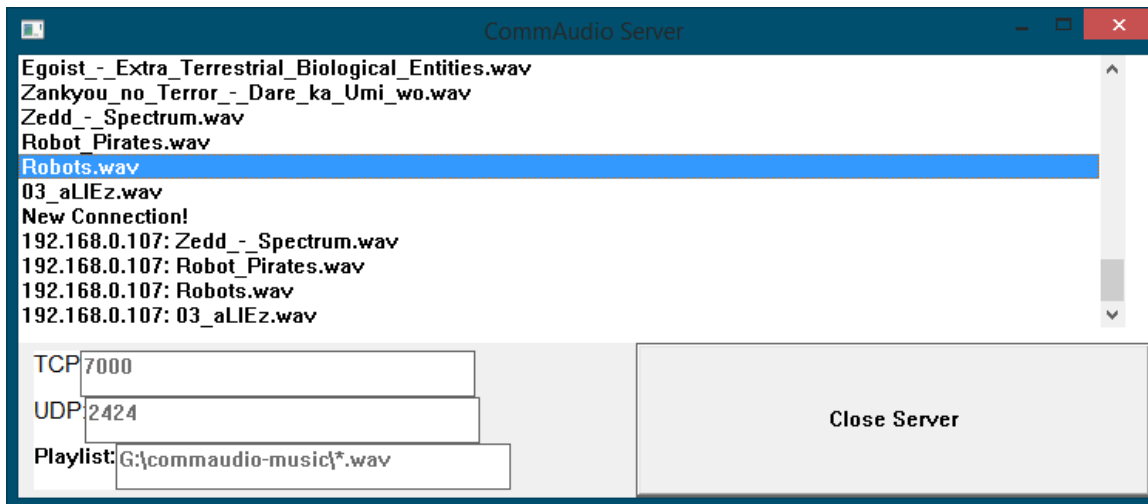 CommAudio Server
Egoist_-_Extra_Terrestrial_Biological_Entities.wav
Zankyou_no_Terror_-_Dare_ka_Umi_wo.wav
Zedd_-_Spectrum.wav
Robot_Pirates.wav
Robots.wav
03_aLIEz.wav
New Connection!
192.168.0.107: Zedd_-_Spectrum.wav
192.168.0.107: Robot_Pirates.wav
192.168.0.107: Robots.wav
192.168.0.107: 03_aLIEz.wav
TCP 7000
UDP: 2424
Playlist: G:\commaudio-music\*.wav
Close Server